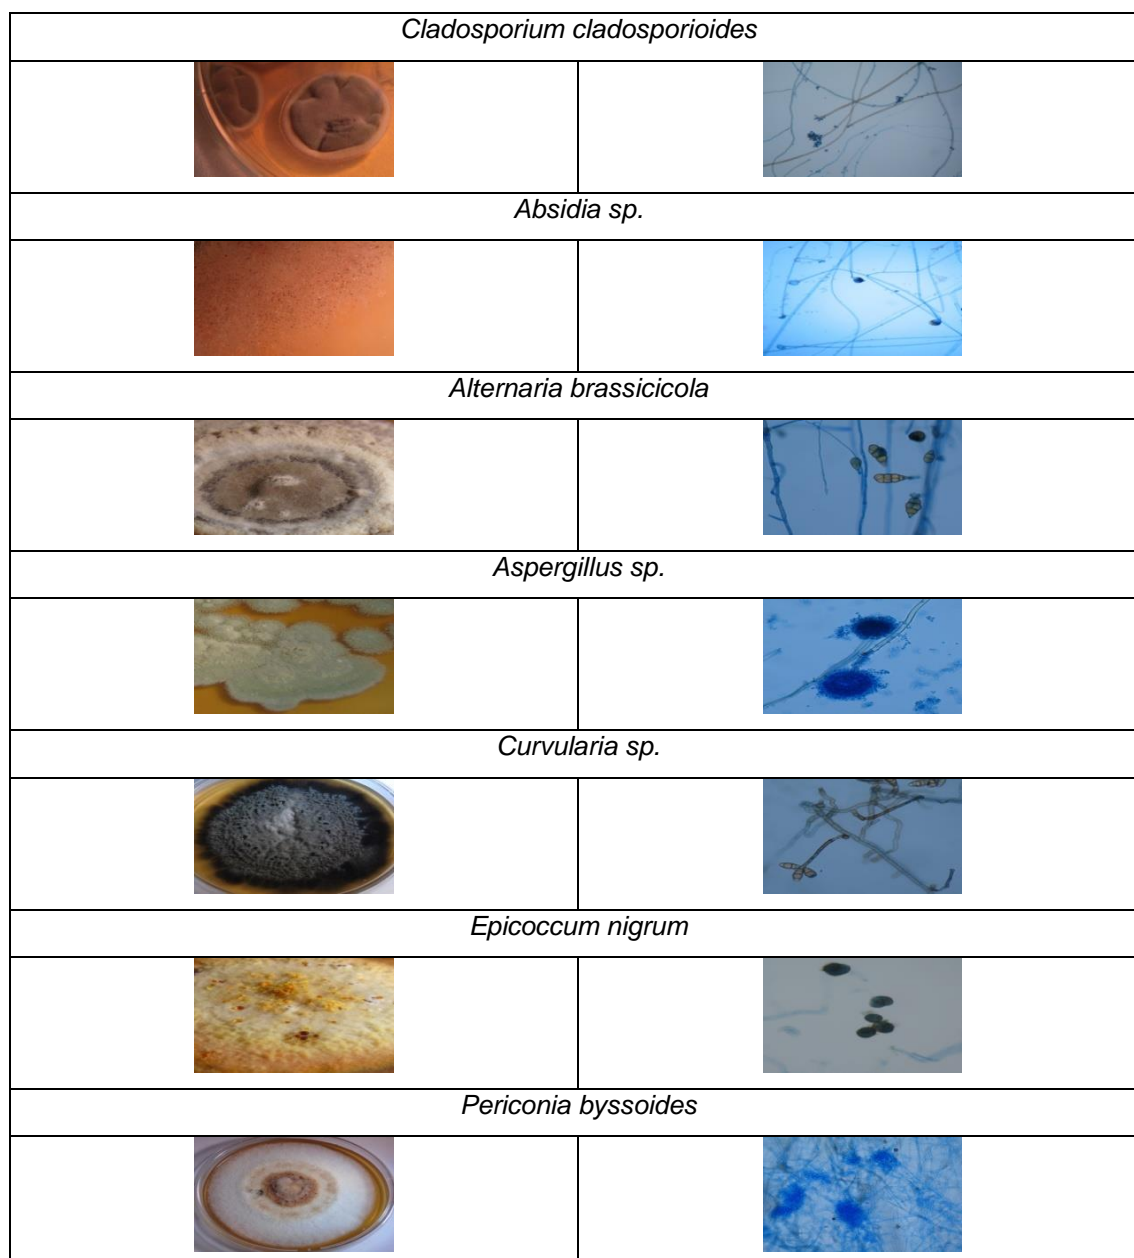 Cladosporium cladosporioides
Absidia sp.
Alternaria brassicicola
Aspergillus sp.
Curvularia sp.
Epicoccum nigrum
Periconia byssoides